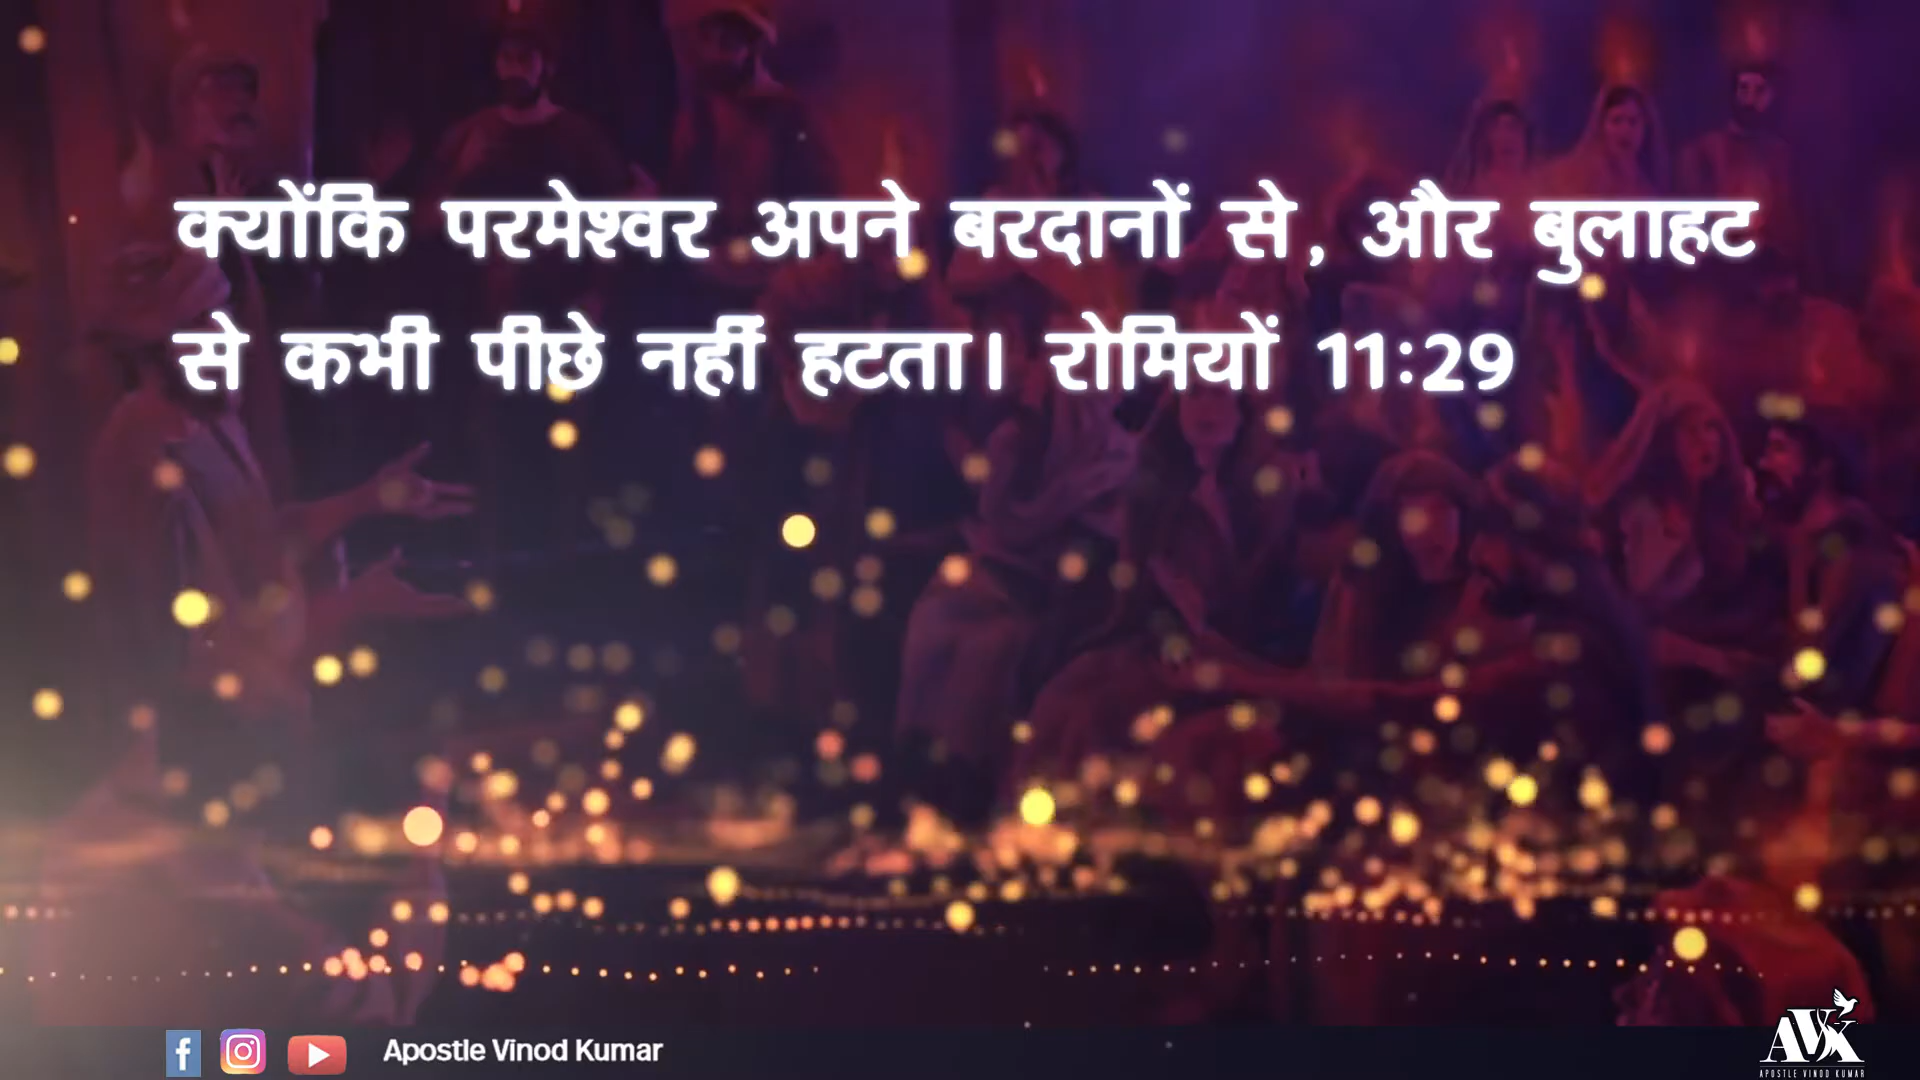 क्योंकि परमेश्वर अपने बरदानों से, और बुलाहट
से कभी पीछे नहीं हटता। रोमियों 11:29
Apostle Vinod Kumar
AVK
APOSTLE VINOD KUMAR